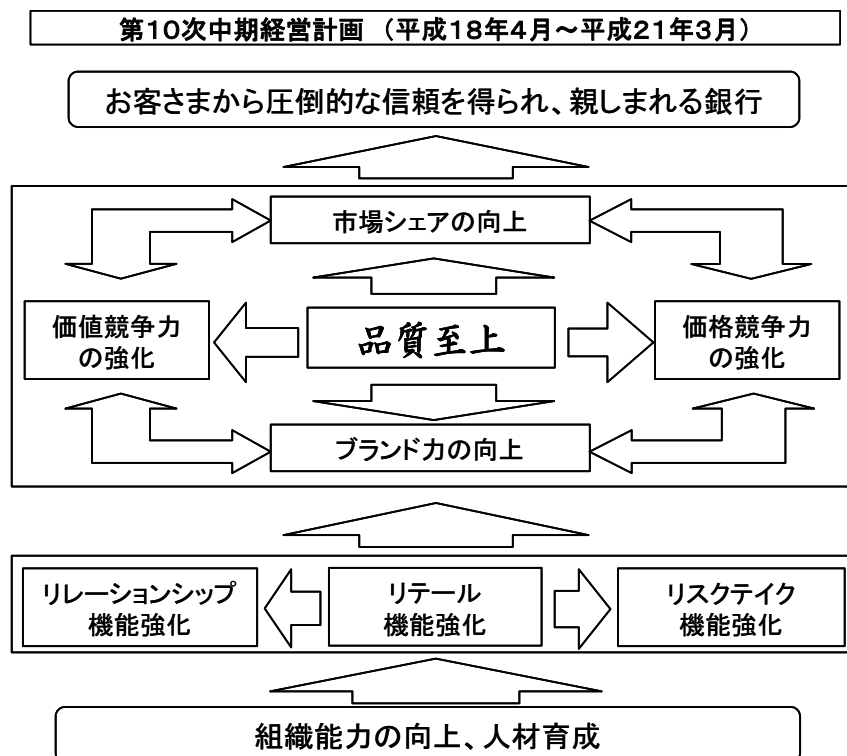 第10次中期経営計画 （平成18年4月～平成21年3月）
お客さまから圧倒的な信頼を得られ、親しまれる銀行
市場シェアの向上
価値競争力
の強化
品質至上
価格競争力
の強化
ブランド力の向上
リレーションシップ
機能強化
リテール
機能強化
リスクテイク
機能強化
組織能力の向上、人材育成